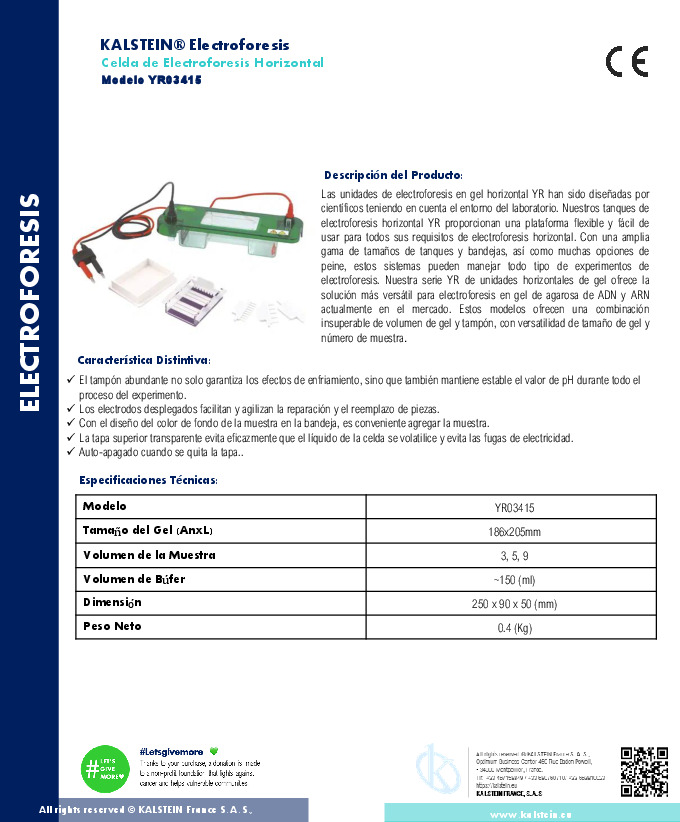 KALSTEIN® Electroforesis
Celda de Electroforesis Horizontal
Modelo YR03415
CE
ELECTROFORESIS
Descripción del Producto:
Las unidades de electroforesis en gel horizontal YR han sido diseñadas por
científicos teniendo en cuenta el entorno del laboratorio. Nuestros tanques de
electroforesis horizontal YR proporcionan una plataforma flexible y fácil de
usar para todos sus requisitos de electroforesis horizontal. Con una amplia
gama de tamaños de tanques y bandejas, así como muchas opciones de
peine, estos sistemas pueden manejar todo tipo de experimentos de
electroforesis. Nuestra serie YR de unidades horizontales de gel ofrece la
solución más versátil para electroforesis en gel de agarosa de ADN y ARN
actualmente en el mercado. Estos modelos ofrecen una combinación
insuperable de volumen de gel y tampón, con versatilidad de tamaño de gel y
número de muestra.
Característica Distintiva:
✓ El tampón abundante no solo garantiza los efectos de enfriamiento, sino que también mantiene estable el valor de pH durante todo el
proceso del experimento.
✓ Los electrodos desplegados facilitan y agilizan la reparación y el reemplazo de piezas.
✓ Con el diseño del color de fondo de la muestra en la bandeja, es conveniente agregar la muestra.
✓ La tapa superior transparente evita eficazmente que el líquido de la celda se volatilice y evita las fugas de electricidad.
✓ Auto-apagado cuando se quita la tapa..
Especificaciones Técnicas:
Modelo YR03415
Tamaño del Gel (AnxL) 186x205mm
Volumen de la Muestra 3, 5, 9
Volumen de Búfer ~150 (ml)
Dimensión 250 x 90 x 50 (mm)
Peso Neto 0.4 (Kg)
#LET'S
GIVE
MORE
#Letsgivemore
Thanks to your purchase, a donation is made
to a non-profit foundation that fights against
cancer and helps vulnerable communities
All rights reserved ©KALSTEIN France S. A. S.,
Optimum Business Center 450 Rue Baden Powell,
• 34000 Montpellier, France.
https://kalstein.eu
KALSTEIN FRANCE, S. A. S
All rights reserved © KALSTEIN France S. A. S.,
www.kalstein.eu